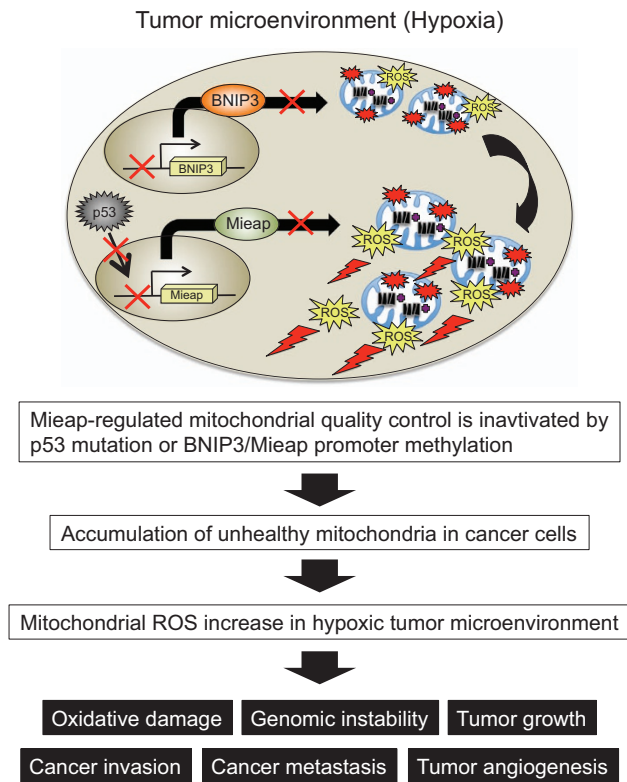 Tumor microenvironment (Hypoxia)
BNIP3
ROS
ROS
BNIP3
p53
Mieap
ROS
ROS
Mieap
ROS
ROS
ROS
Mieap-regulated mitochondrial quality control is inavtivated by
p53 mutation or BNIP3/Mieap promoter methylation
Accumulation of unhealthy mitochondria in cancer cells
Mitochondrial ROS increase in hypoxic tumor microenvironment
Oxidative damage Genomic instability Tumor growth
Cancer invasion Cancer metastasis Tumor angiogenesis